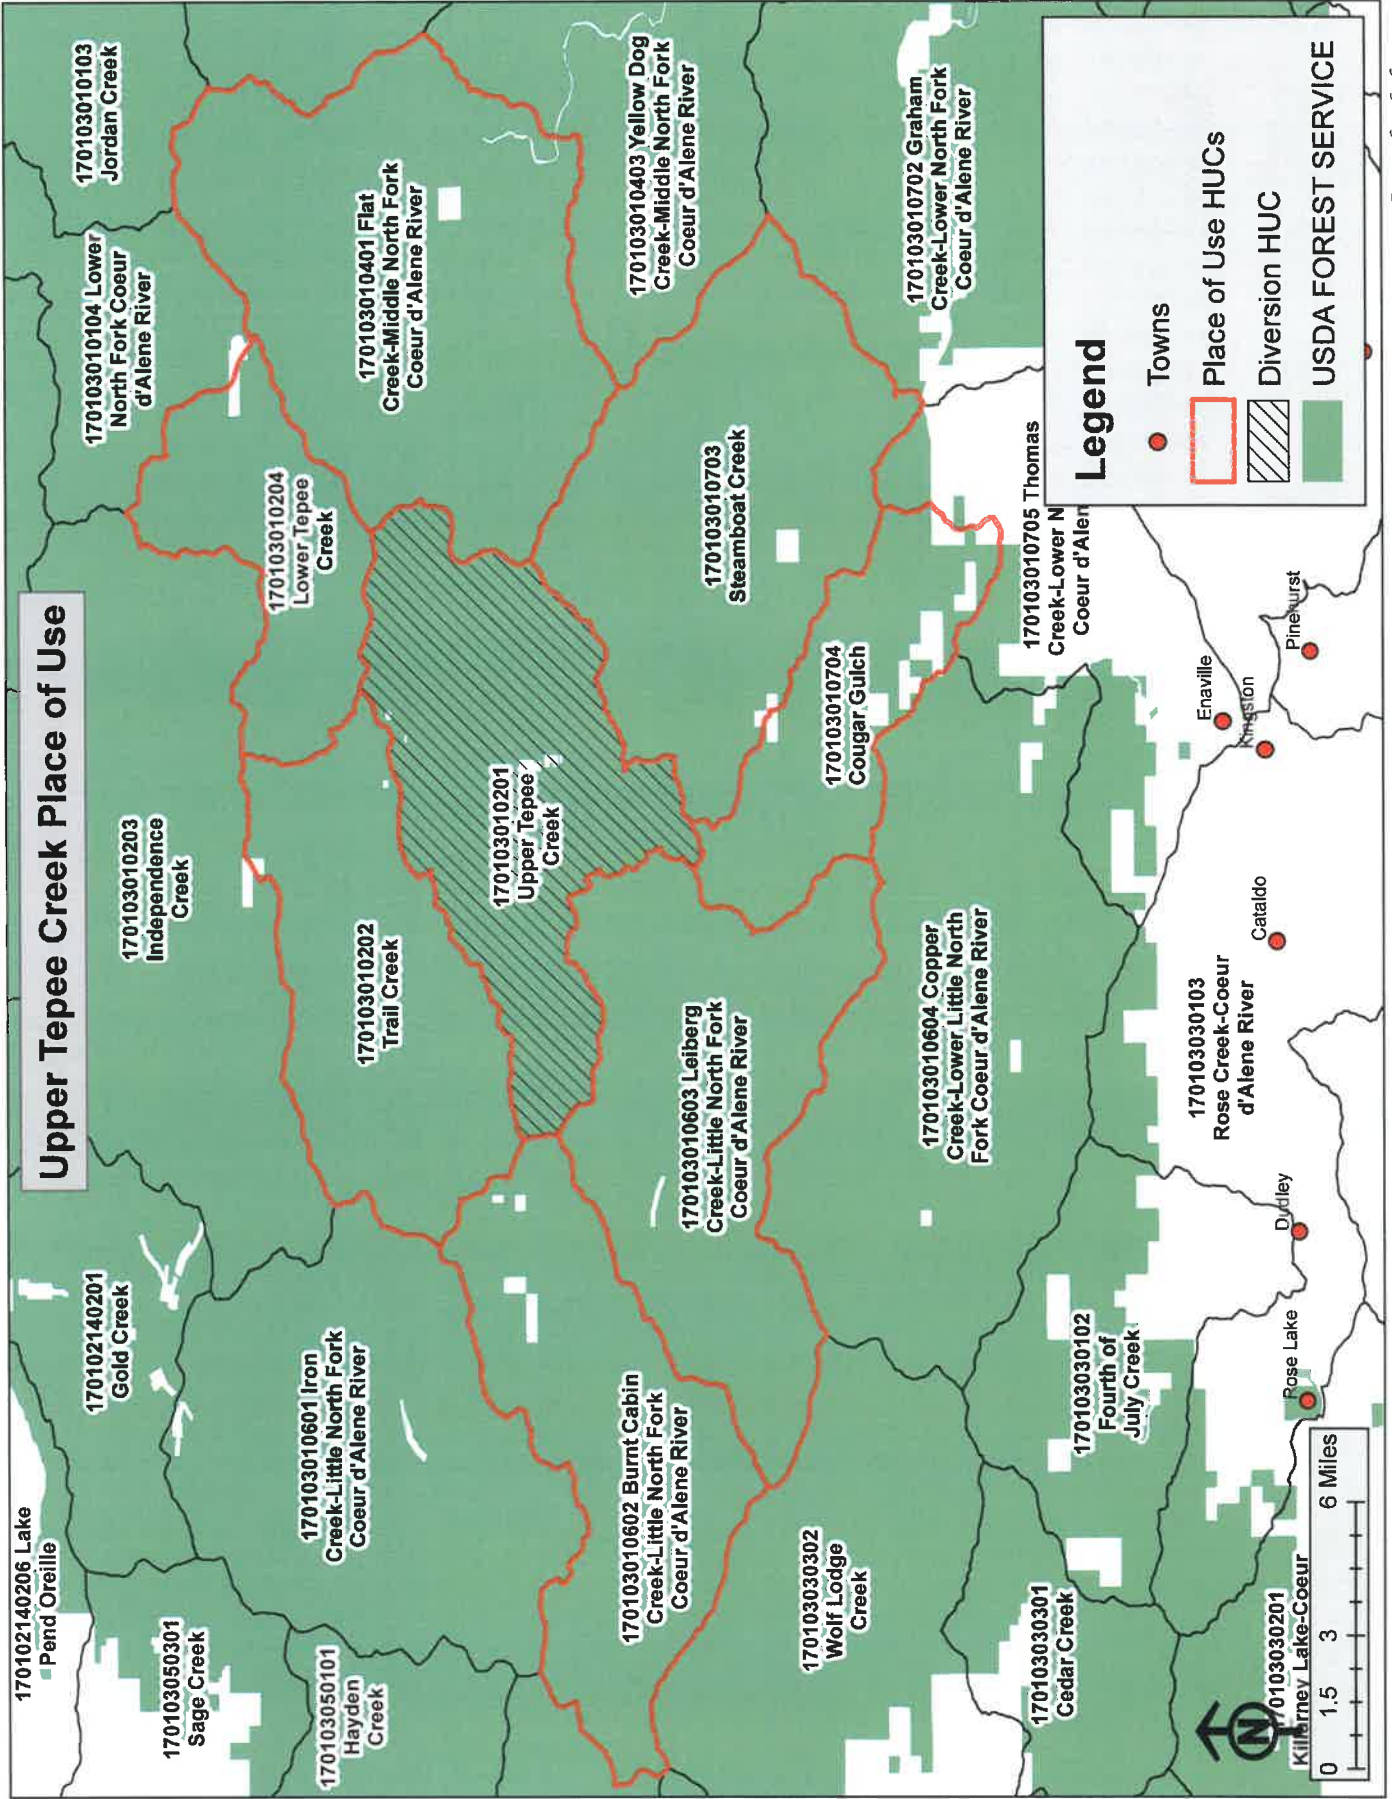 Upper Tepee Creek Place of Use
170102140206 Lake
Pend Oreille
170102140201
Gold Creek
170103010203
Independence
Creek
170103010104 Lower
North Fork Coeur
d'Alene River
170103010103
Jordan Creek
170103050301
Sage Creek
170103010601 Iron
Creek-Little North Fork
Coeur d'Alene River
170103010202
Trail Creek
170103010204
Lower Tepee
Creek
170103010401 Flat
Creek-Middle North Fork
Coeur d'Alene River
170103050101
Hayden
Creek
170103010201
Upper Tepee
Creek
170103010602 Burnt Cabin
Creek-Little North Fork
Coeur d'Alene River
170103010603 Leiberg
Creek-Little North Fork
Coeur d'Alene River
170103010703
Steamboat Creek
170103010403 Yellow Dog
Creek-Middle North Fork
Coeur d'Alene River
170103030302
Wolf Lodge
Creek
170103010704
Cougar Gulch
170103010604 Copper
Creek-Lower Little North
Fork Coeur d'Alene River
170103010702 Graham
Creek-Lower North Fork
Coeur d'Alene River
170103030301
Cedar Creek
170103030102
Fourth of
July Creek
170103010705 Thomas
Creek-Lower N
Coeur d'Alen
170103030103
Rose Creek-Coeur
d'Alene River
Enaville
Kingston
Pinehurst
Cataldo
Dudley
Rose Lake
170103030201
Killarney Lake-Coeur
N
0 1.5 3 6 Miles
Legend
Towns
Place of Use HUCs
Diversion HUC
USDA FOREST SERVICE